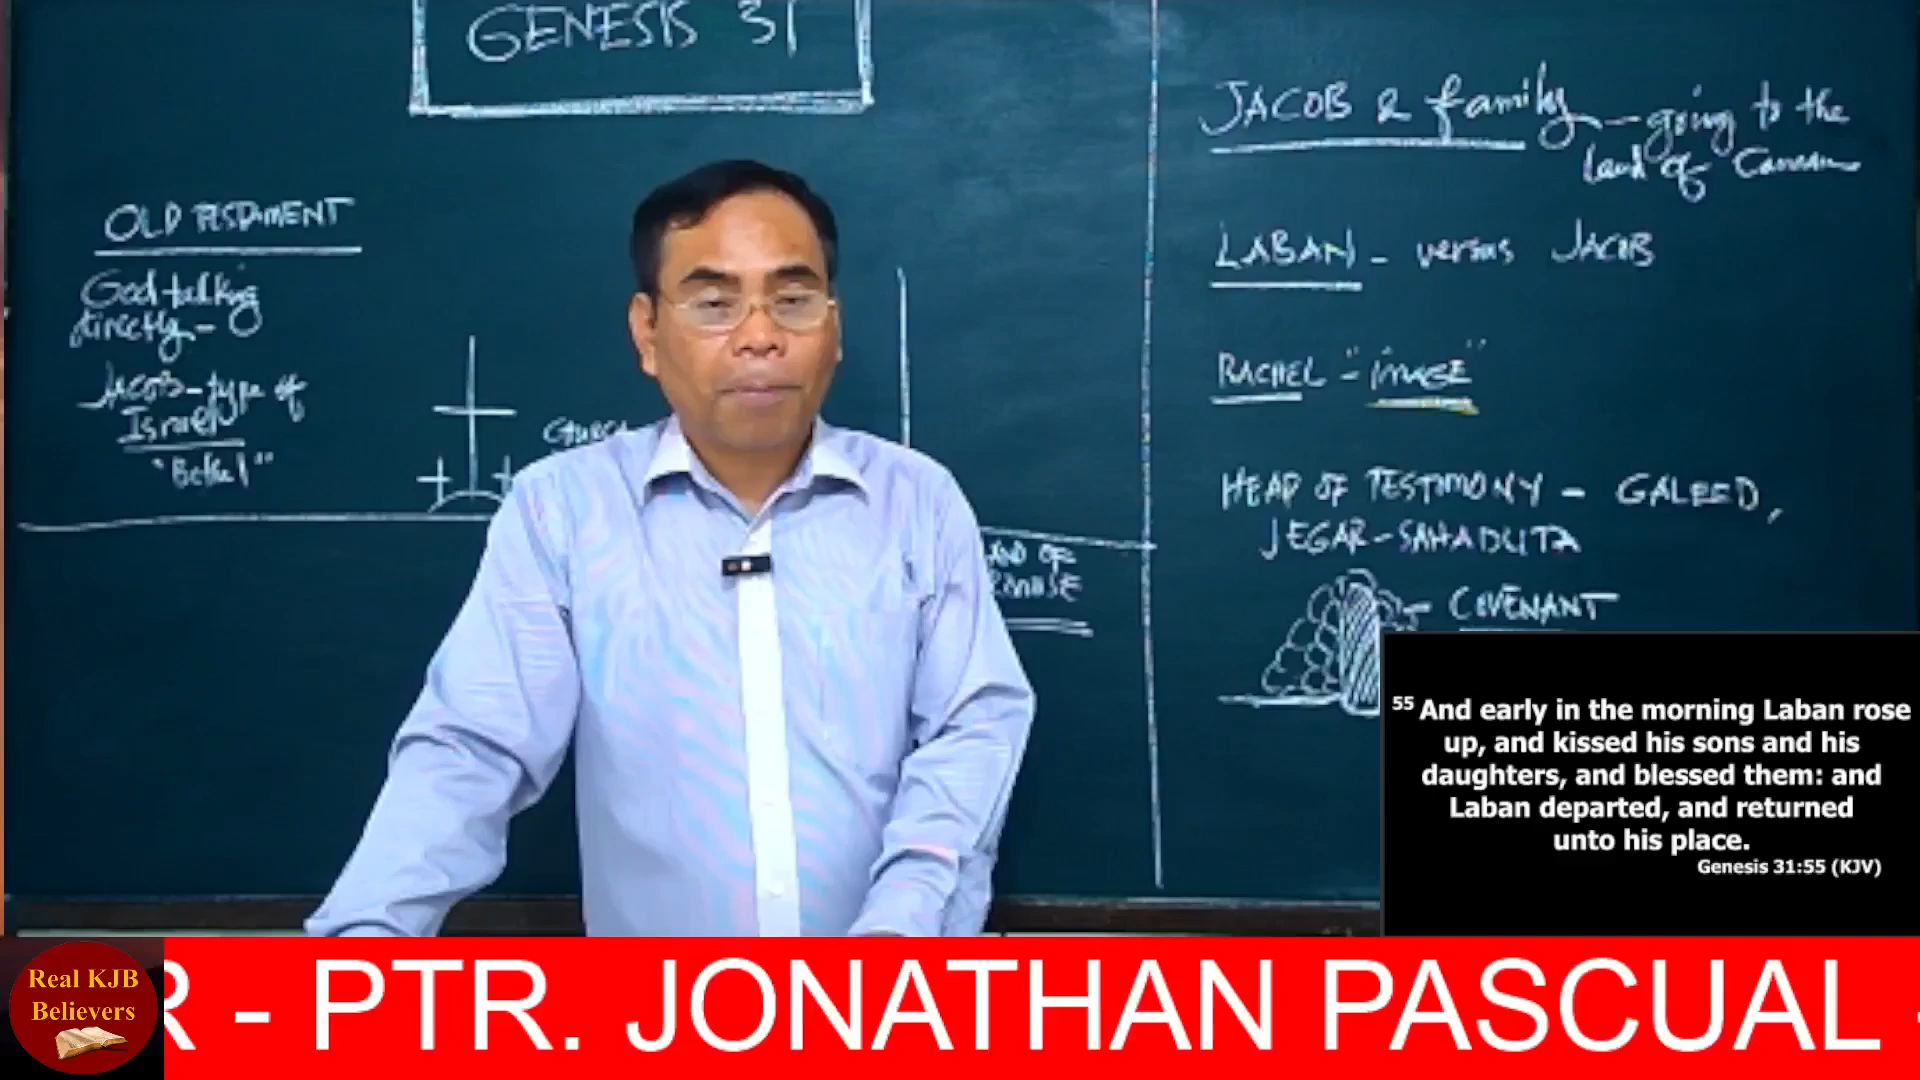 GENESIS 31
OLD TESTAMENT
God talking
directly -
Jacob - type of
Israel
"Bethel"
JACOB & family - going to the
land of Canaan
LABAN - versus JACOB
RACHEL - "image"
HEAP OF TESTIMONY - GALEED,
JEGAR-SAHADUTA
COVENANT
55 And early in the morning Laban rose
up, and kissed his sons and his
daughters, and blessed them: and
Laban departed, and returned
unto his place.
Genesis 31:55 (KJV)
Real KJB
Believers
R - PTR. JONATHAN PASCUAL -